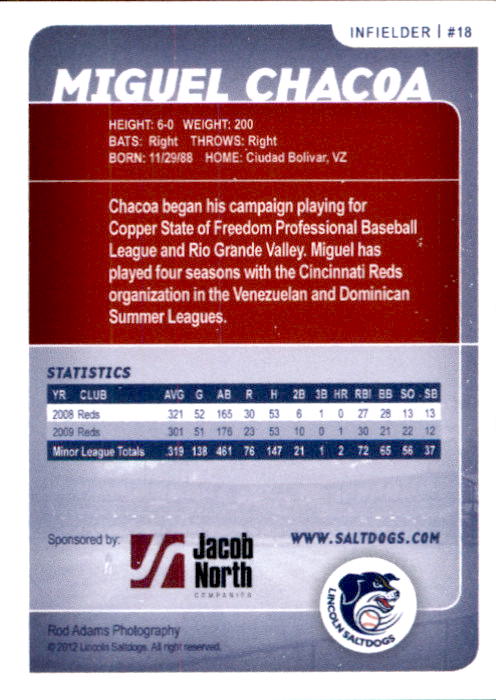 INFIELDER | #18
MIGUEL CHACOA
HEIGHT: 6-0 WEIGHT: 200
BATS: Right THROWS: Right
BORN: 11/29/88 HOME: Ciudad Bolivar, VZ
Chacoa began his campaign playing for
Copper State of Freedom Professional Baseball
League and Rio Grande Valley. Miguel has
played four seasons with the Cincinnati Reds
organization in the Venezuelan and Dominican
Summer Leagues.
STATISTICS
YR CLUB AVG G AB R H 2B 3B HR RBI BB SO SB
2008 Reds 321 52 165 30 53 6 1 0 27 28 13 13
2009 Reds 301 51 176 23 53 10 0 1 30 21 22 12
Minor League Totals .319 138 461 76 147 21 1 2 72 65 56 37
Sponsored by:
Jacob
North
COMPANIES
WWW.SALTDOGS.COM
LINCOLN SALTDOGS
Rod Adams Photography
© 2012 Lincoln Saltdogs. All right reserved.